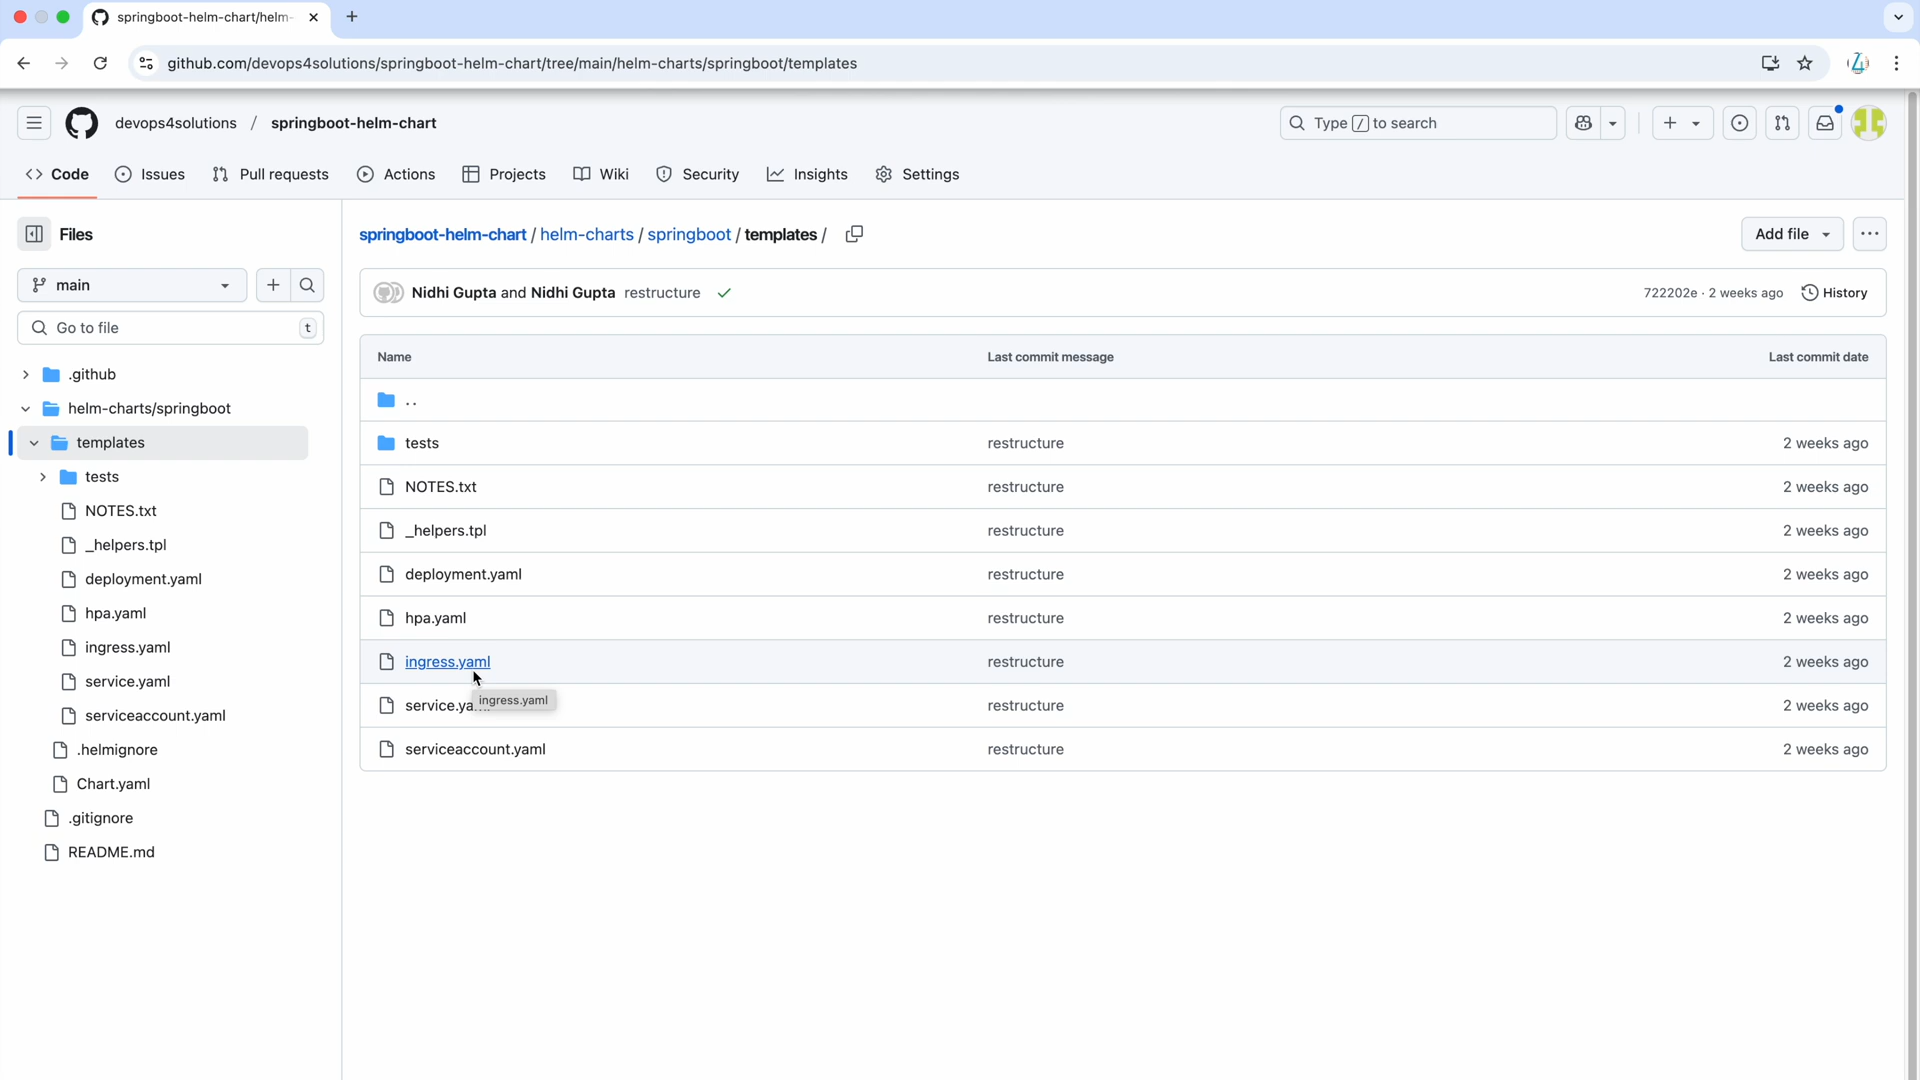 springboot-helm-chart/helm-
github.com/devops4solutions/springboot-helm-chart/tree/main/helm-charts/springboot/templates
devops4solutions / springboot-helm-chart
Type / to search
Code Issues Pull requests Actions Projects Wiki Security Insights Settings
Files
springboot-helm-chart / helm-charts / springboot / templates /
Add file
main
Nidhi Gupta and Nidhi Gupta restructure
722202e · 2 weeks ago
History
Go to file
t
.github
helm-charts/springboot
templates
tests
NOTES.txt
_helpers.tpl
deployment.yaml
hpa.yaml
ingress.yaml
service.yaml
serviceaccount.yaml
.helmignore
Chart.yaml
.gitignore
README.md
Name Last commit message Last commit date
..
tests restructure 2 weeks ago
NOTES.txt restructure 2 weeks ago
_helpers.tpl restructure 2 weeks ago
deployment.yaml restructure 2 weeks ago
hpa.yaml restructure 2 weeks ago
ingress.yaml restructure 2 weeks ago
ingress.yaml
restructure 2 weeks ago
serviceaccount.yaml restructure 2 weeks ago